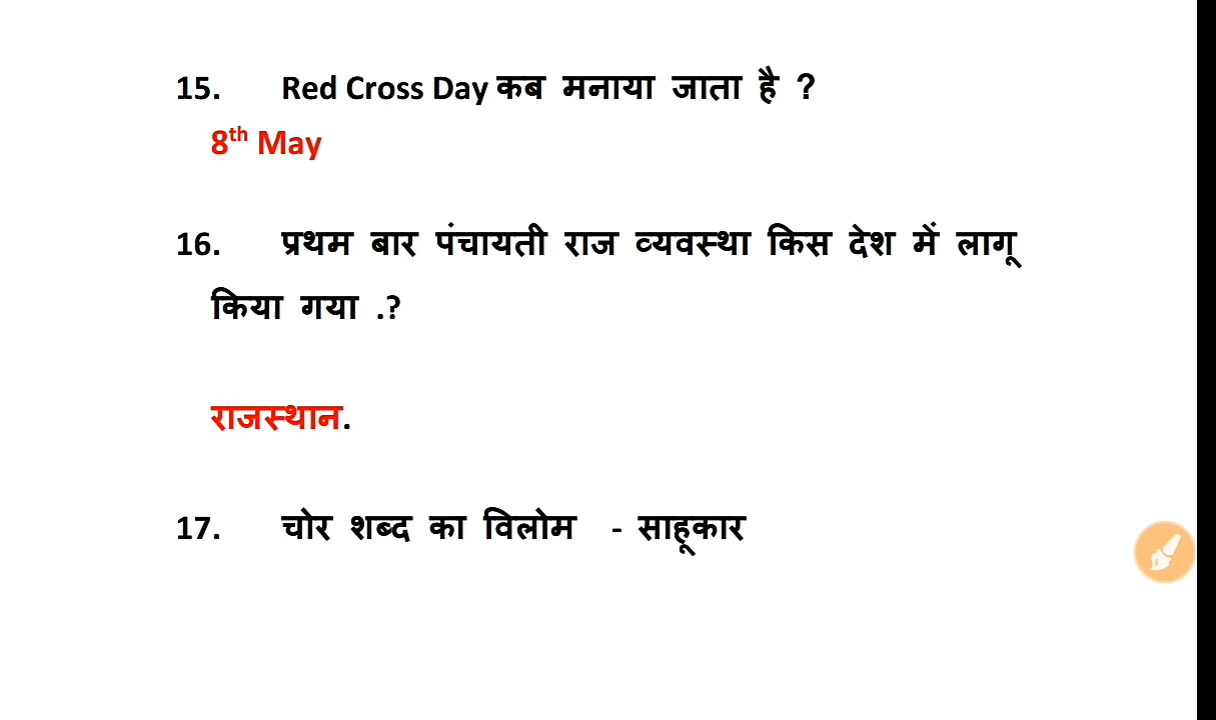 15. Red Cross Day कब मनाया जाता है ?
8th May
16. प्रथम बार पंचायती राज व्यवस्था किस देश में लागू
किया गया .?
राजस्थान.
17. चोर शब्द का विलोम - साहूकार